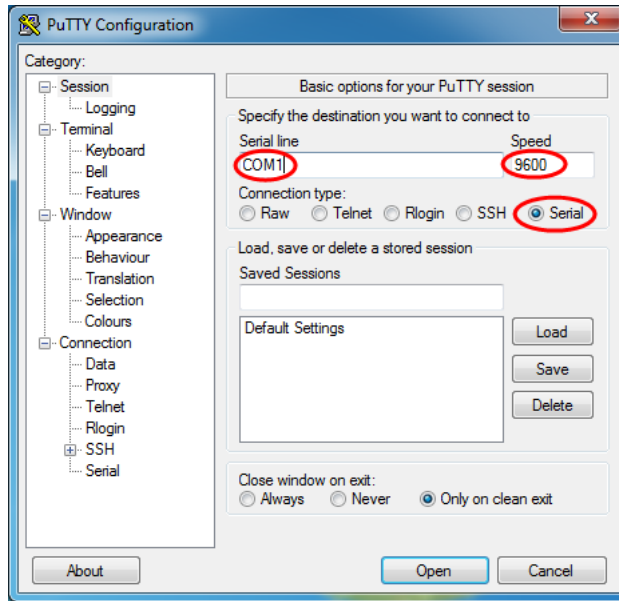 PuTTY Configuration
Category:
Session
Logging
Terminal
Keyboard
Bell
Features
Window
Appearance
Behaviour
Translation
Selection
Colours
Connection
Data
Proxy
Telnet
Rlogin
SSH
Serial
Basic options for your PuTTY session
Specify the destination you want to connect to
Serial line Speed
COM1 9600
Connection type:
Raw Telnet Rlogin SSH Serial
Load, save or delete a stored session
Saved Sessions
Default Settings
Load
Save
Delete
Close window on exit:
Always Never Only on clean exit
About Open Cancel